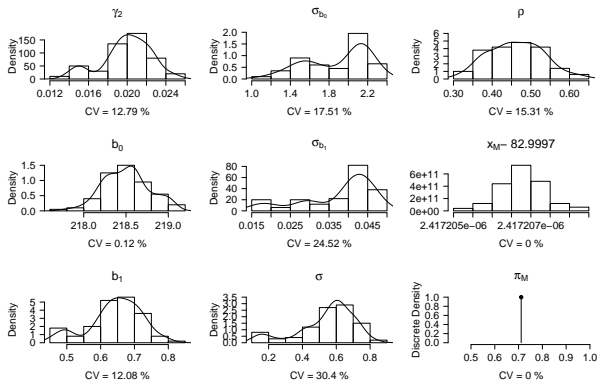 γ2 σb0 ρ
Density 0 50 100 150 Density 0.0 0.5 1.0 1.5 2.0 Density 0 1 2 3 4 5 6
0.012 0.016 0.020 0.024 1.0 1.4 1.8 2.2 0.30 0.40 0.50 0.60
CV = 12.79 % CV = 17.51 % CV = 15.31 %
b0 σb1 xM− 82.9997
Density 0.0 0.5 1.0 1.5 Density 0 20 40 60 80 Density 0e+00 2e+11 4e+11 6e+11
218.0 218.5 219.0 0.015 0.025 0.035 0.045 2.417205e−06 2.417207e−06
CV = 0.12 % CV = 24.52 % CV = 0 %
b1 σ πM
Density 0 1 2 3 4 5 Density 0.0 0.5 1.0 1.5 2.0 2.5 3.0 3.5 Discrete Density 0.0 0.2 0.4 0.6 0.8 1.0
0.5 0.6 0.7 0.8 0.2 0.4 0.6 0.8 0.5 0.6 0.7 0.8 0.9 1.0
CV = 12.08 % CV = 30.4 % CV = 0 %